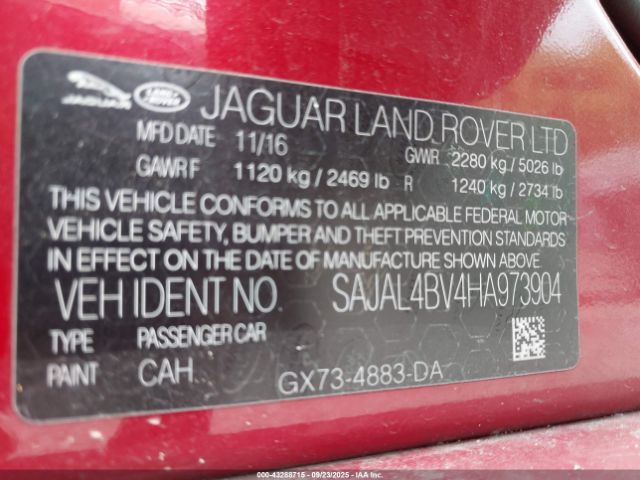 JAGUAR LAND ROVER JAGUAR LAND ROVER LTD
MFD DATE 11/16 GWR 2280 kg / 5026 lb
GAWR F 1120 kg / 2469 lb R 1240 kg / 2734 lb
THIS VEHICLE CONFORMS TO ALL APPLICABLE FEDERAL MOTOR
VEHICLE SAFETY, BUMPER AND THEFT PREVENTION STANDARDS
IN EFFECT ON THE DATE OF MANUFACTURE SHOWN ABOVE.
VEH IDENT NO. SAJAL4BV4HA973904
TYPE PASSENGER CAR
PAINT CAH
GX73-4883-DA
000-43288715 - 09/23/2025 - IAA Inc.